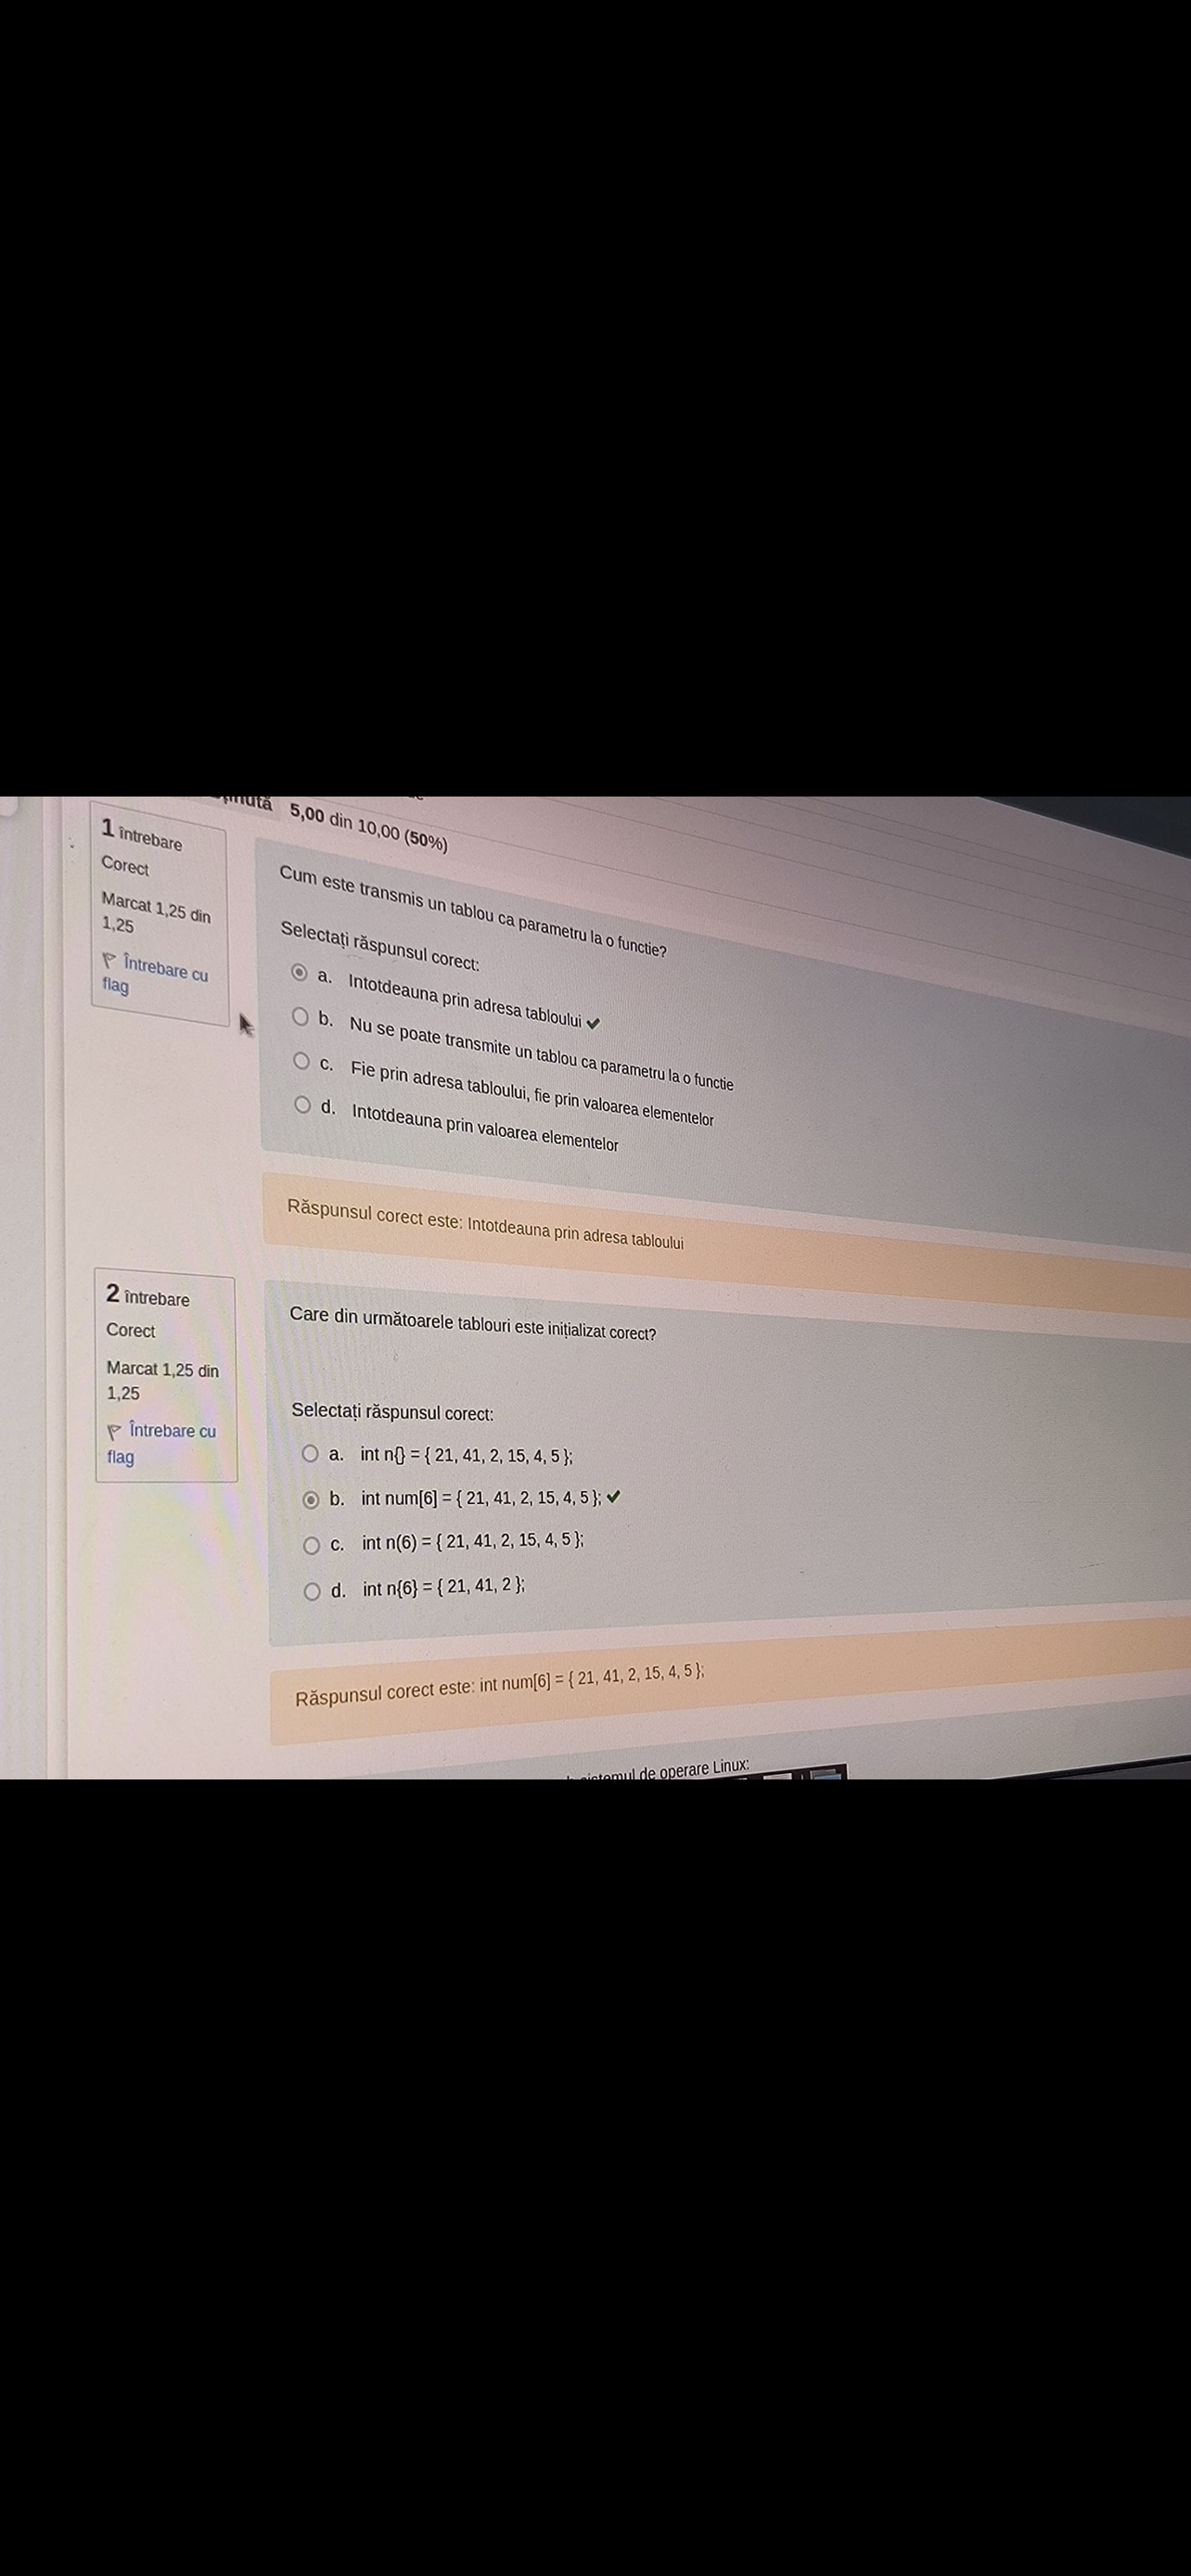 5,00 din 10,00 (50%)
1 întrebare
Corect
Marcat 1,25 din
1,25
Întrebare cu
flag
Cum este transmis un tablou ca parametru la o functie?
Selectați răspunsul corect:
a. Intotdeauna prin adresa tabloului
b. Nu se poate transmite un tablou ca parametru la o functie
c. Fie prin adresa tabloului, fie prin valoarea elementelor
d. Intotdeauna prin valoarea elementelor
Răspunsul corect este: Intotdeauna prin adresa tabloului
2 întrebare
Corect
Marcat 1,25 din
1,25
Întrebare cu
flag
Care din următoarele tablouri este inițializat corect?
Selectați răspunsul corect:
a. int n{} = { 21, 41, 2, 15, 4, 5 };
b. int num[6] = { 21, 41, 2, 15, 4, 5 };
c. int n(6) = { 21, 41, 2, 15, 4, 5 };
d. int n{6} = { 21, 41, 2 };
Răspunsul corect este: int num[6] = { 21, 41, 2, 15, 4, 5 };
de operare Linux: